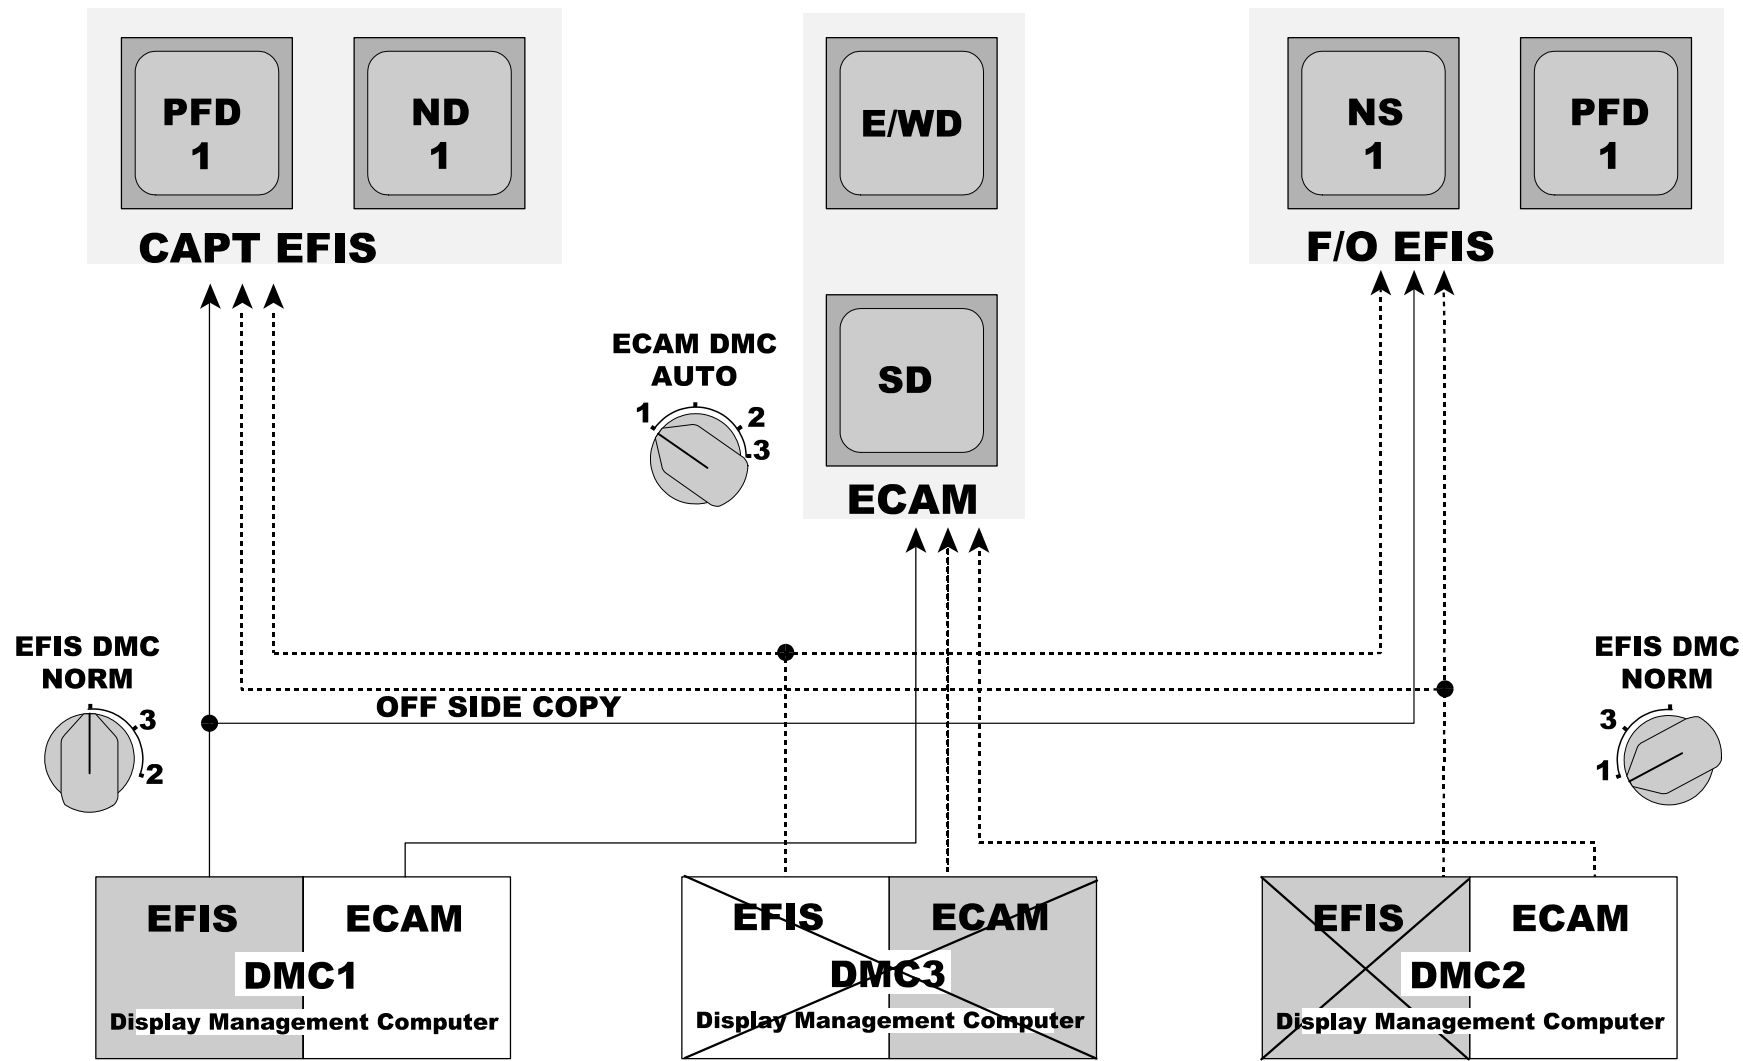 PFD
1
ND
1
CAPT EFIS
E/WD
NS
1
PFD
1
F/O EFIS
ECAM DMC
AUTO
1
2
3
SD
ECAM
EFIS DMC
NORM
3
2
OFF SIDE COPY
EFIS DMC
NORM
3
1
EFIS
ECAM
DMC1
Display Management Computer
EFIS
ECAM
DMC3
Display Management Computer
EFIS
ECAM
DMC2
Display Management Computer